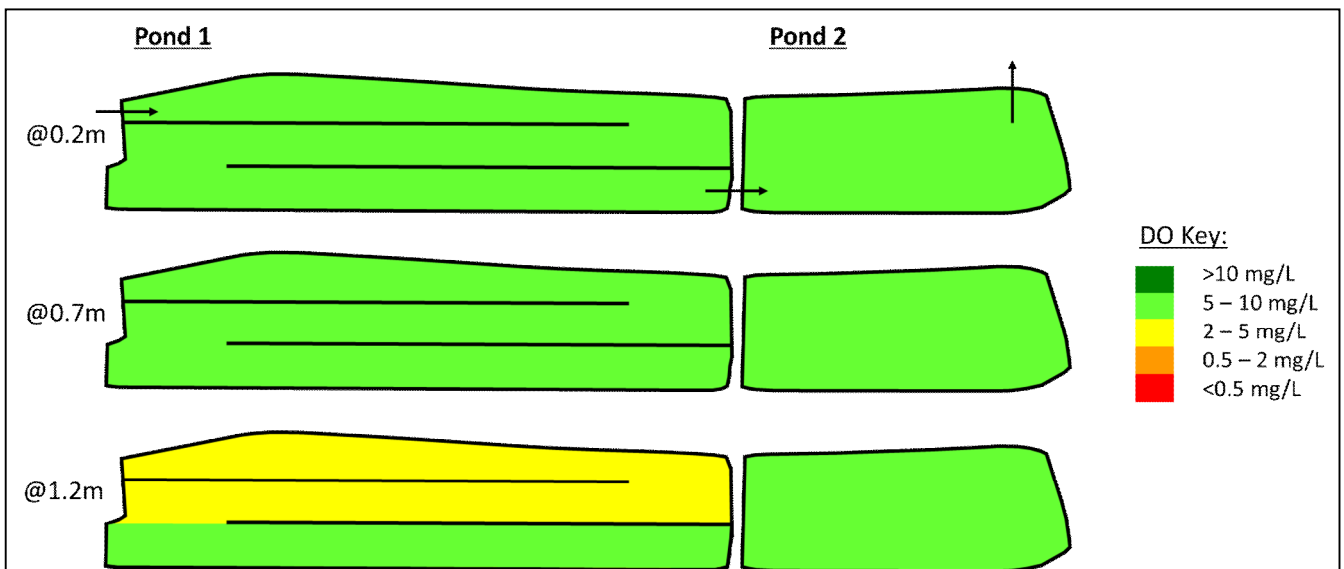 Pond 1
Pond 2
@0.2m
@0.7m
@1.2m
DO Key:
>10 mg/L
5 – 10 mg/L
2 – 5 mg/L
0.5 – 2 mg/L
<0.5 mg/L